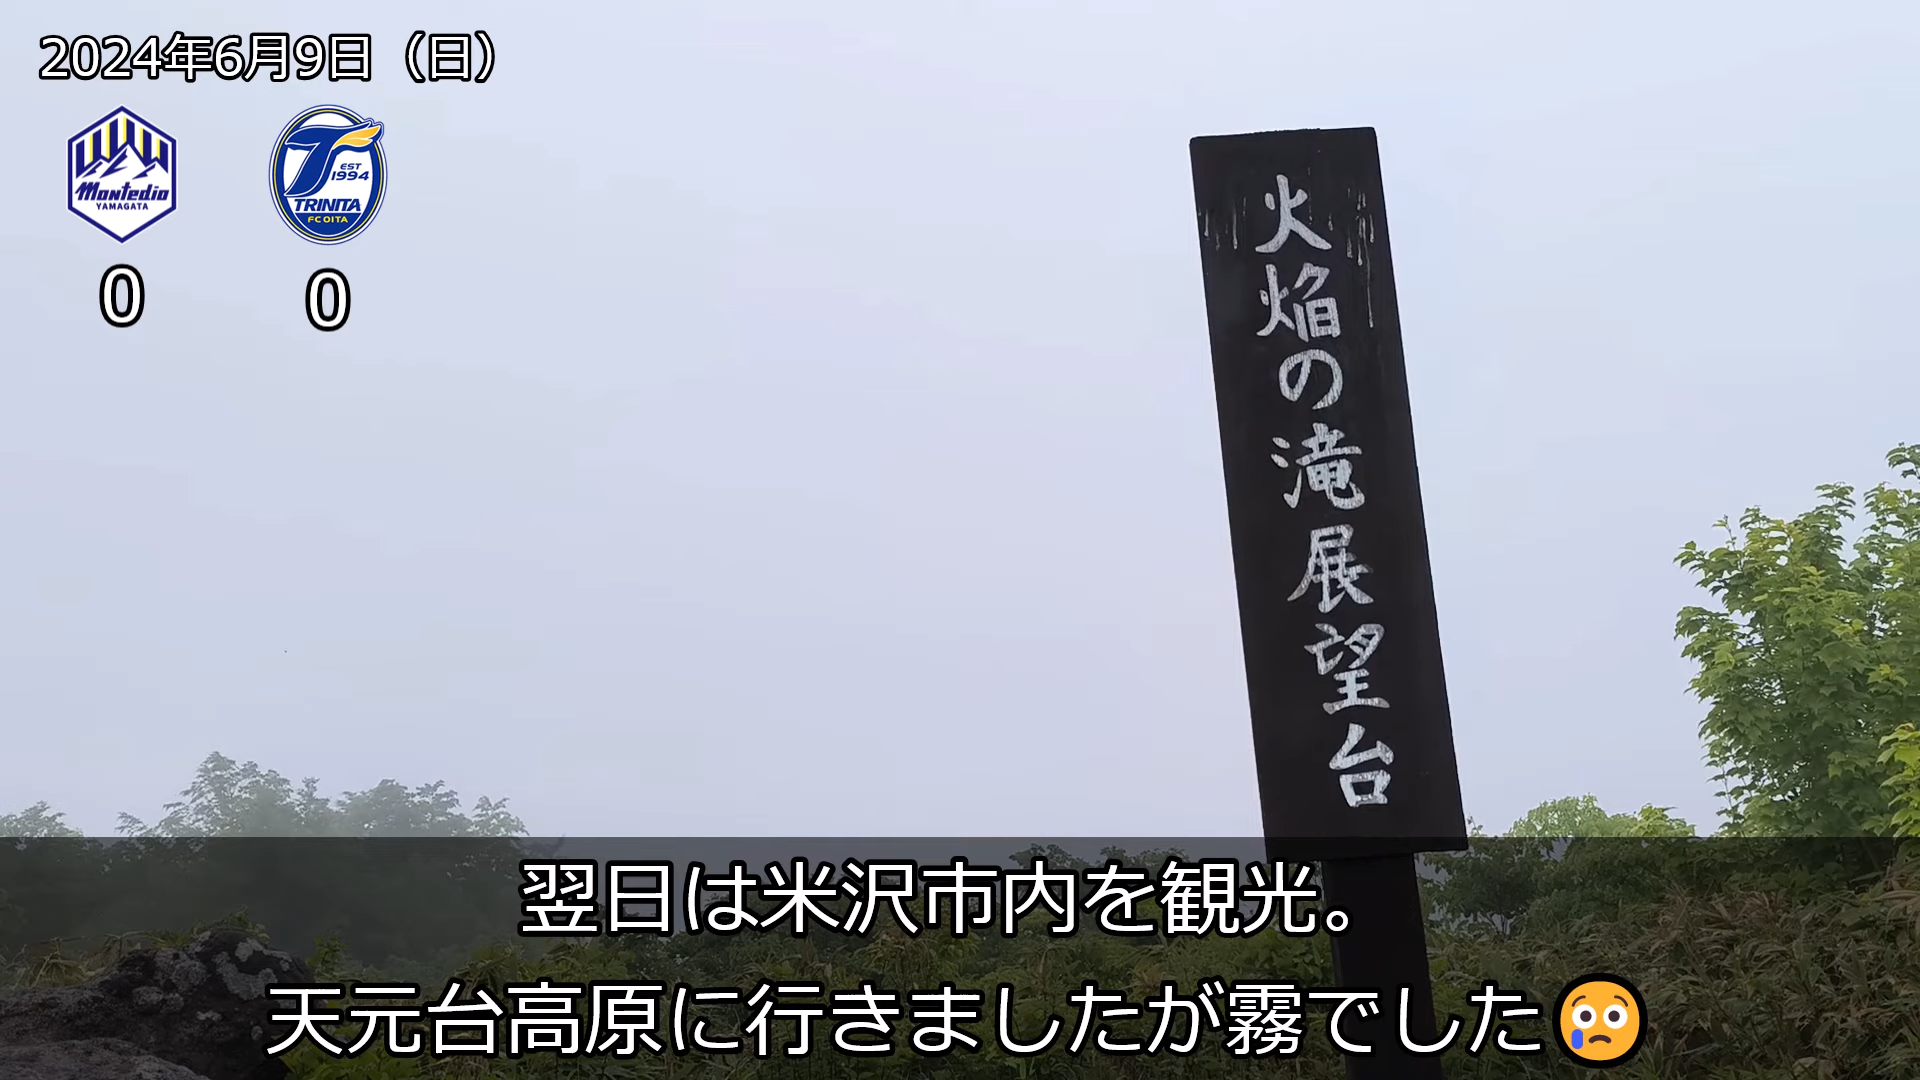 2024年6月9日（日）
Montedio
YAMAGATA
EST
1994
TRINITA
FC OITA
0 0
火焔の滝展望台
翌日は米沢市内を観光。
天元台高原に行きましたが霧でした😢